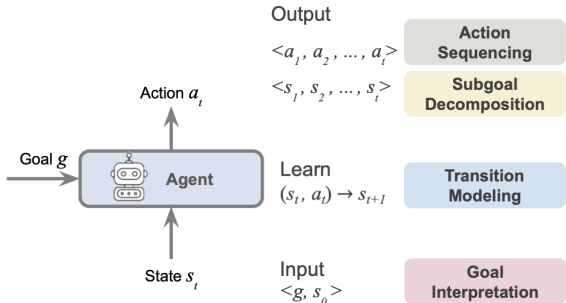 Output
<a₁, a₂, ..., aₜ>
Action
Sequencing
<s₁, s₂, ..., sₜ>
Subgoal
Decomposition
Action aₜ
Goal g
Agent
Learn
(sₜ, aₜ) → sₜ₊₁
Transition
Modeling
State sₜ
Input
<g, s₀>
Goal
Interpretation